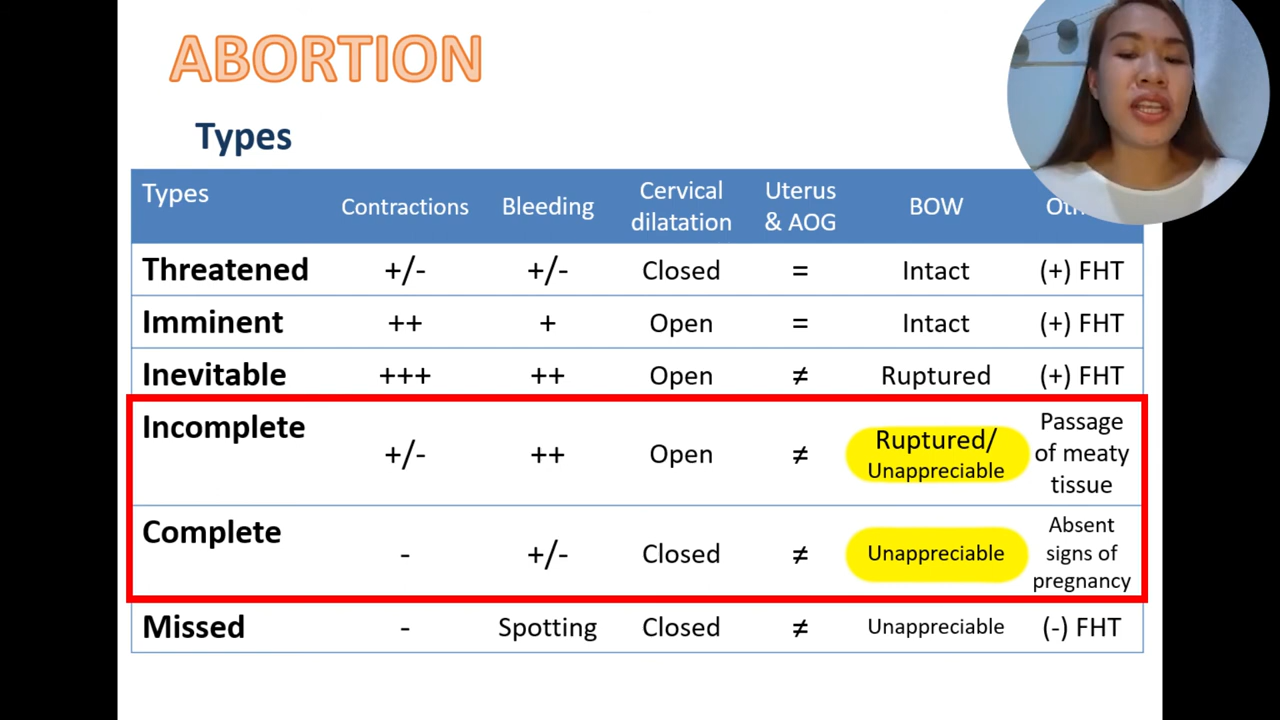 ABORTION
Types
Types Contractions Bleeding Cervical dilatation Uterus & AOG BOW
Threatened +/- +/- Closed = Intact (+) FHT
Imminent ++ + Open = Intact (+) FHT
Inevitable +++ ++ Open ≠ Ruptured (+) FHT
Incomplete +/- ++ Open ≠ Ruptured/ Unappreciable Passage of meaty tissue
Complete - +/- Closed ≠ Unappreciable Absent signs of pregnancy
Missed - Spotting Closed ≠ Unappreciable (-) FHT